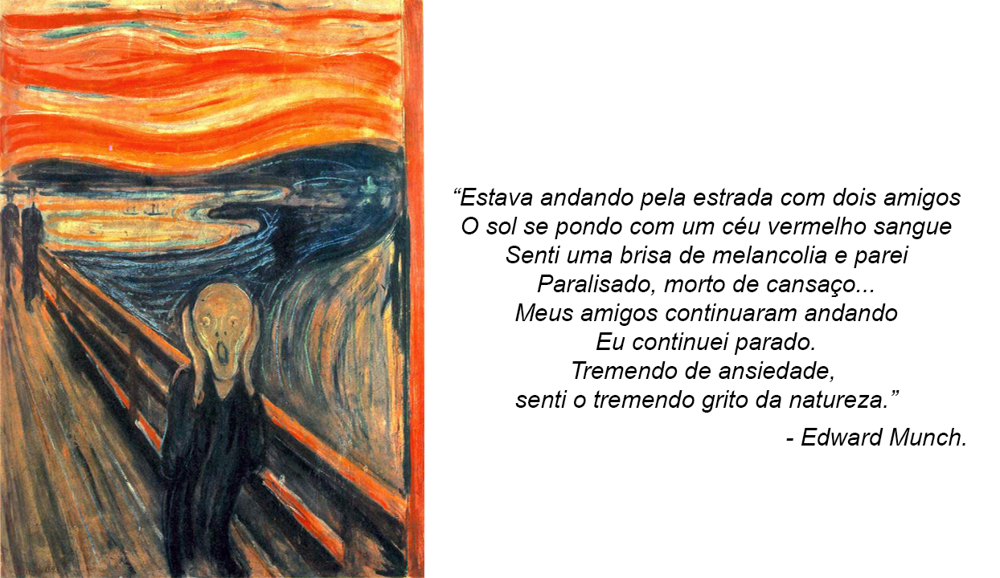 “Estava andando pela estrada com dois amigos
O sol se pondo com um céu vermelho sangue
Senti uma brisa de melancolia e parei
Paralisado, morto de cansaço...
Meus amigos continuaram andando
Eu continuei parado.
Tremendo de ansiedade,
senti o tremendo grito da natureza.”
- Edward Munch.